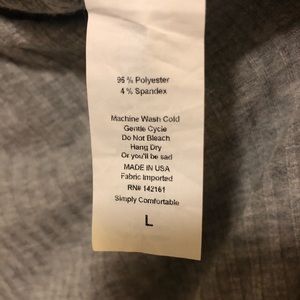 96 % Polyester
4 % Spandex
Machine Wash Cold
Gentle Cycle
Do Not Bleach
Hang Dry
Or you'll be sad
MADE IN USA
Fabric Imported
RN# 142161
Simply Comfortable
L